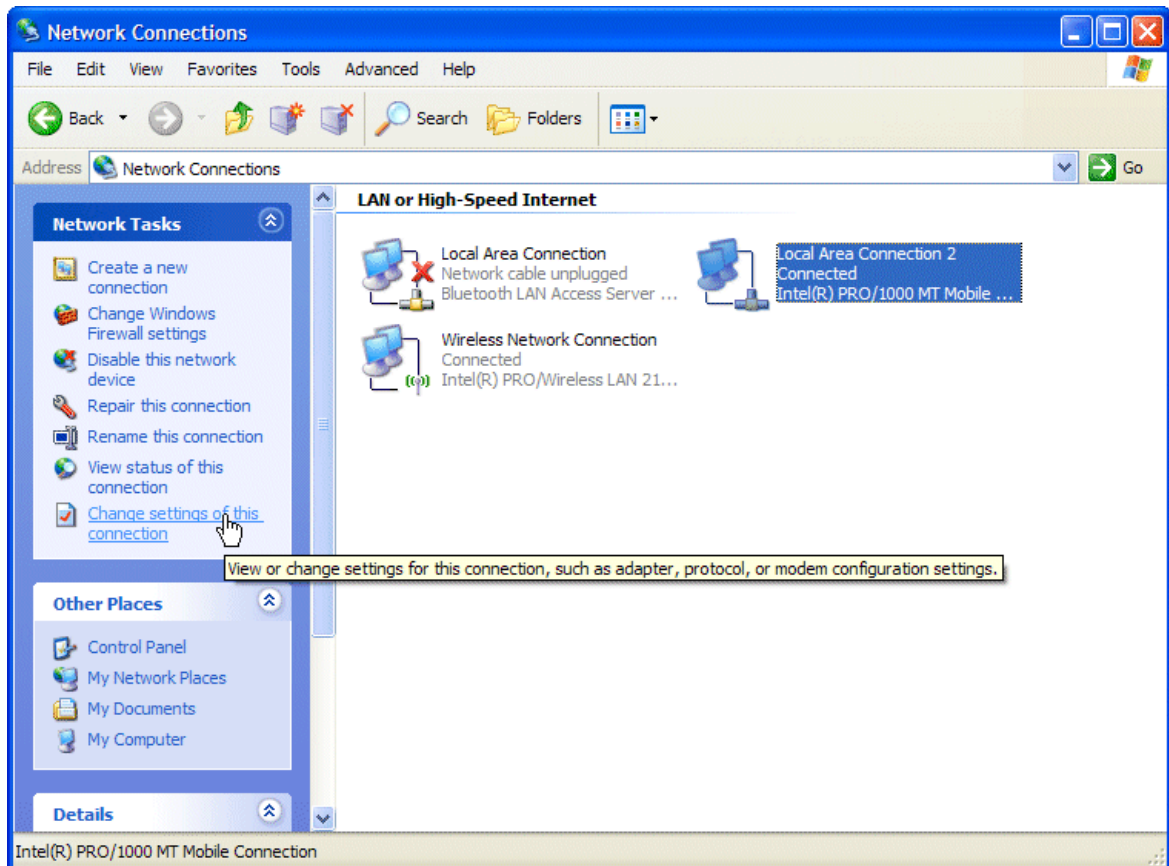 Network Connections
File Edit View Favorites Tools Advanced Help
Back Search Folders
Address Network Connections Go
Network Tasks
Create a new
connection
Change Windows
Firewall settings
Disable this network
device
Repair this connection
Rename this connection
View status of this
connection
Change settings of this
connection
View or change settings for this connection, such as adapter, protocol, or modem configuration settings.
Other Places
Control Panel
My Network Places
My Documents
My Computer
Details
LAN or High-Speed Internet
Local Area Connection
Network cable unplugged
Bluetooth LAN Access Server ...
Local Area Connection 2
Connected
Intel(R) PRO/1000 MT Mobile ...
Wireless Network Connection
Connected
Intel(R) PRO/Wireless LAN 21...
Intel(R) PRO/1000 MT Mobile Connection